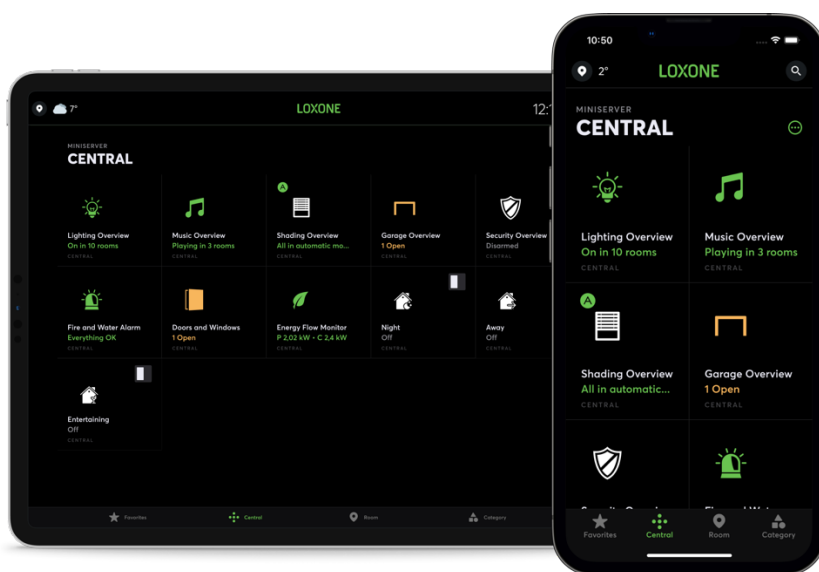 7°
LOXONE
12:
MINISERVER
CENTRAL
Lighting Overview
On in 10 rooms
CENTRAL
Music Overview
Playing in 3 rooms
CENTRAL
A
Shading Overview
All in automatic mo...
CENTRAL
Garage Overview
1 Open
CENTRAL
Security Overview
Disarmed
CENTRAL
Fire and Water Alarm
Everything OK
CENTRAL
Doors and Windows
1 Open
CENTRAL
Energy Flow Monitor
P 2,02 kW • C 2,4 kW
CENTRAL
Night
Off
CENTRAL
Away
Off
CENTRAL
Entertaining
Off
CENTRAL
Favorites
Central
Room
Category
10:50
2°
LOXONE
MINISERVER
CENTRAL
Lighting Overview
On in 10 rooms
CENTRAL
Music Overview
Playing in 3 rooms
CENTRAL
A
Shading Overview
All in automatic...
CENTRAL
Garage Overview
1 Open
CENTRAL
Favorites
Central
Room
Category